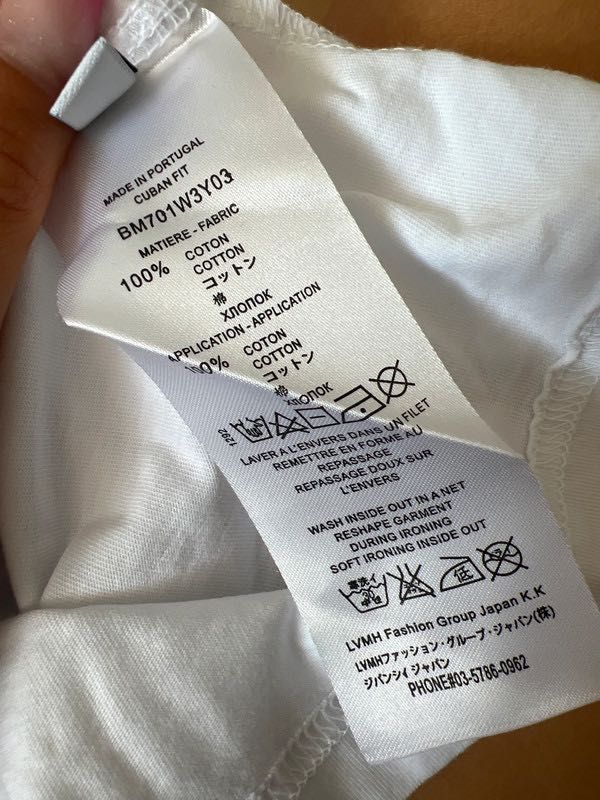 MADE IN PORTUGAL
CUBAN FIT
BM701W3Y03
MATIERE - FABRIC
100% COTON
COTTON
コットン
棉
ХЛОПОК
APPLICATION - APPLICATION
COTON
COTTON
コットン
棉
ХЛОПОК
1292
LAVER A L'ENVERS DANS UN FILET
REMETTRE EN FORME AU
REPASSAGE
REPASSAGE DOUX SUR
L'ENVERS
WASH INSIDE OUT IN A NET
RESHAPE GARMENT
DURING IRONING
SOFT IRONING INSIDE OUT
低
LVMH Fashion Group Japan K.K
LVMHファッション・グループ・ジャパン(株)
ジバンシイ ジャパン
PHONE#03-5786-0962